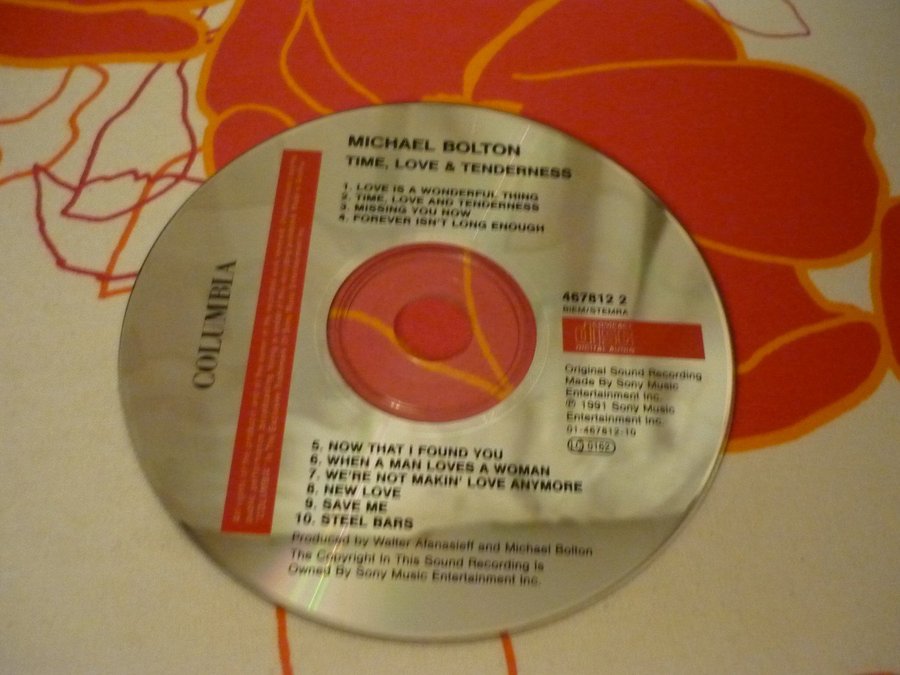 MICHAEL BOLTON
TIME, LOVE & TENDERNESS
1. LOVE IS A WONDERFUL THING
2. TIME, LOVE AND TENDERNESS
3. MISSING YOU NOW
4. FOREVER ISN'T LONG ENOUGH
COLUMBIA
467812 2
BIEM/STEMRA
COMPACT
disc
DIGITAL AUDIO
Original Sound Recording
Made By Sony Music
Entertainment Inc.
℗ 1991 Sony Music
Entertainment Inc.
01-467812-10
LC 0162
5. NOW THAT I FOUND YOU
6. WHEN A MAN LOVES A WOMAN
7. WE'RE NOT MAKIN' LOVE ANYMORE
8. NEW LOVE
9. SAVE ME
10. STEEL BARS
Produced by Walter Afanasieff and Michael Bolton
The Copyright In This Sound Recording Is
Owned By Sony Music Entertainment Inc.